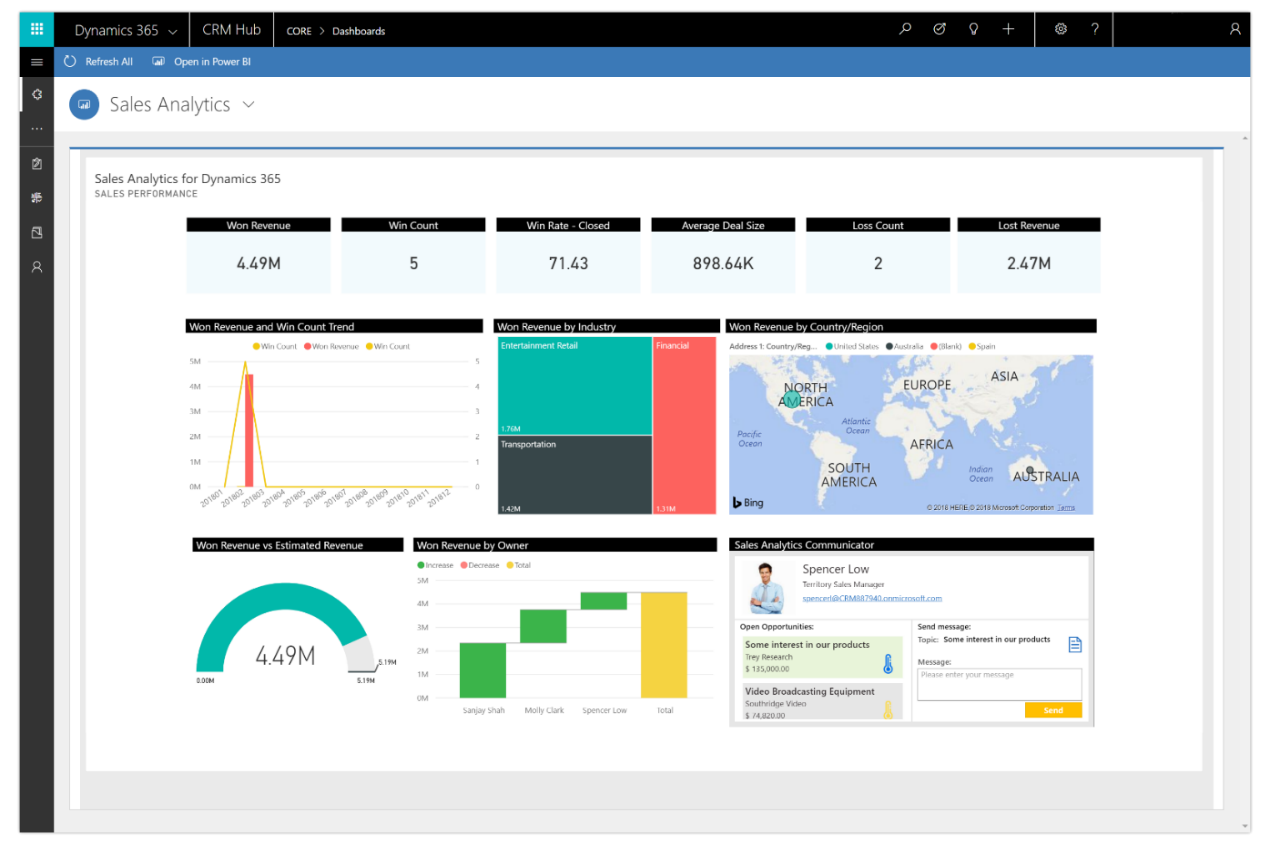 Dynamics 365
CRM Hub
CORE > Dashboards
?
Refresh All
Open in Power BI
Sales Analytics
Sales Analytics for Dynamics 365
SALES PERFORMANCE
Won Revenue
Win Count
Win Rate - Closed
Average Deal Size
Loss Count
Lost Revenue
4.49M
5
71.43
898.64K
2
2.47M
Won Revenue and Win Count Trend
Win Count Won Revenue Win Count
5M
4M
3M
2M
1M
0M
5
4
3
2
1
0
201801 201802 201803 201804 201805 201806 201807 201808 201809 201810 201811 201812
Won Revenue by Industry
Entertainment Retail
1.76M
Transportation
1.42M
Financial
1.31M
Won Revenue by Country/Region
Address 1: Country/Reg... United States Australia (Blank) Spain
NORTH
AMERICA
EUROPE
ASIA
Atlantic
Ocean
Pacific
Ocean
AFRICA
SOUTH
AMERICA
Indian
Ocean
AUSTRALIA
Bing
© 2018 HERE, © 2018 Microsoft Corporation Terms
Won Revenue vs Estimated Revenue
4.49M
0.00M
5.19M
5.19M
Won Revenue by Owner
Increase Decrease Total
5M
4M
3M
2M
1M
0M
Sanjay Shah Molly Clark Spencer Low Total
Sales Analytics Communicator
Spencer Low
Territory Sales Manager
spencerl@CRM887940.onmicrosoft.com
Open Opportunities:
Some interest in our products
Trey Research
$ 135,000.00
Video Broadcasting Equipment
Southridge Video
$ 74,820.00
Send message:
Topic: Some interest in our products
Message:
Please enter your message
Send